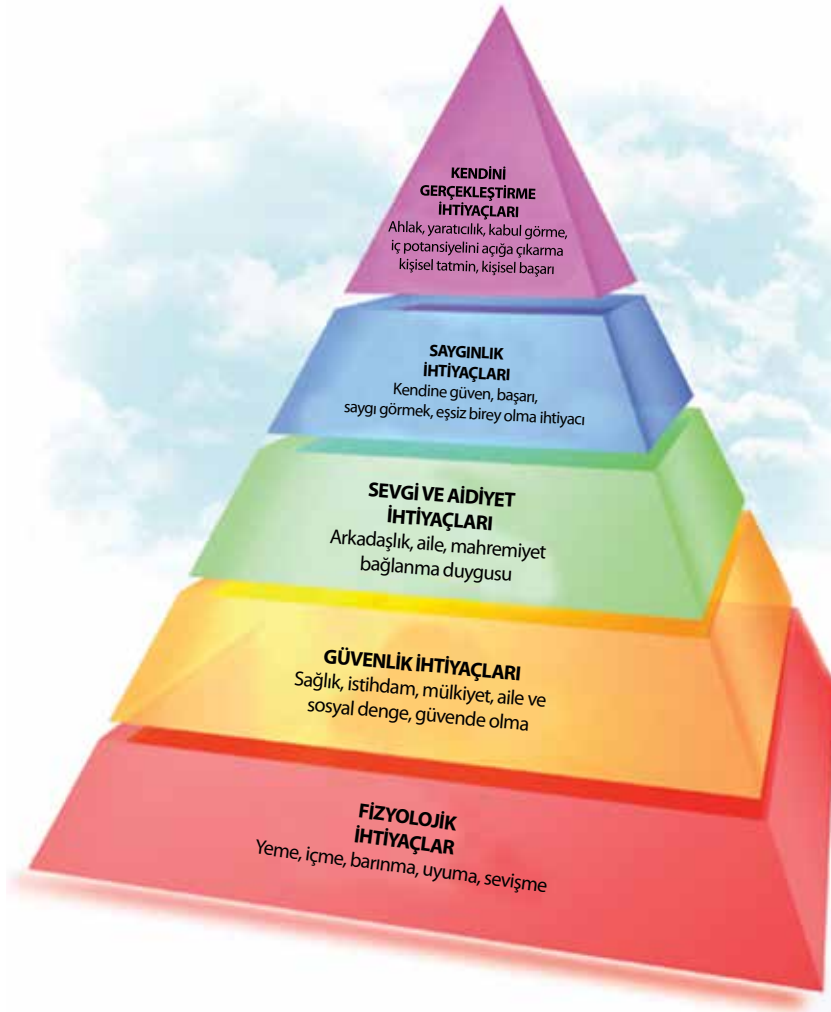 KENDİNİ
GERÇEKLEŞTİRME
İHTİYAÇLARI
Ahlak, yaratıcılık, kabul görme,
iç potansiyelini açığa çıkarma
kişisel tatmin, kişisel başarı
SAYGINLIK
İHTİYAÇLARI
Kendine güven, başarı,
saygı görmek, eşsiz birey olma ihtiyacı
SEVGİ VE AİDİYET
İHTİYAÇLARI
Arkadaşlık, aile, mahremiyet
bağlanma duygusu
GÜVENLİK İHTİYAÇLARI
Sağlık, istihdam, mülkiyet, aile ve
sosyal denge, güvende olma
FİZYOLOJİK
İHTİYAÇLAR
Yeme, içme, barınma, uyuma, sevişme